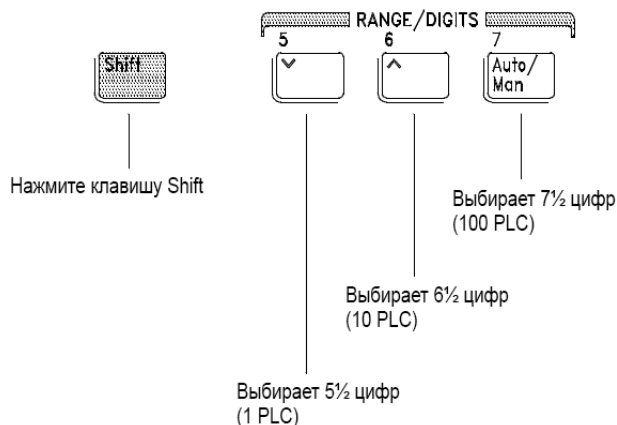 RANGE/DIGITS
5 6 7
Shift
Auto/
Man
Нажмите клавишу Shift
Выбирает 7½ цифр
(100 PLC)
Выбирает 6½ цифр
(10 PLC)
Выбирает 5½ цифр
(1 PLC)